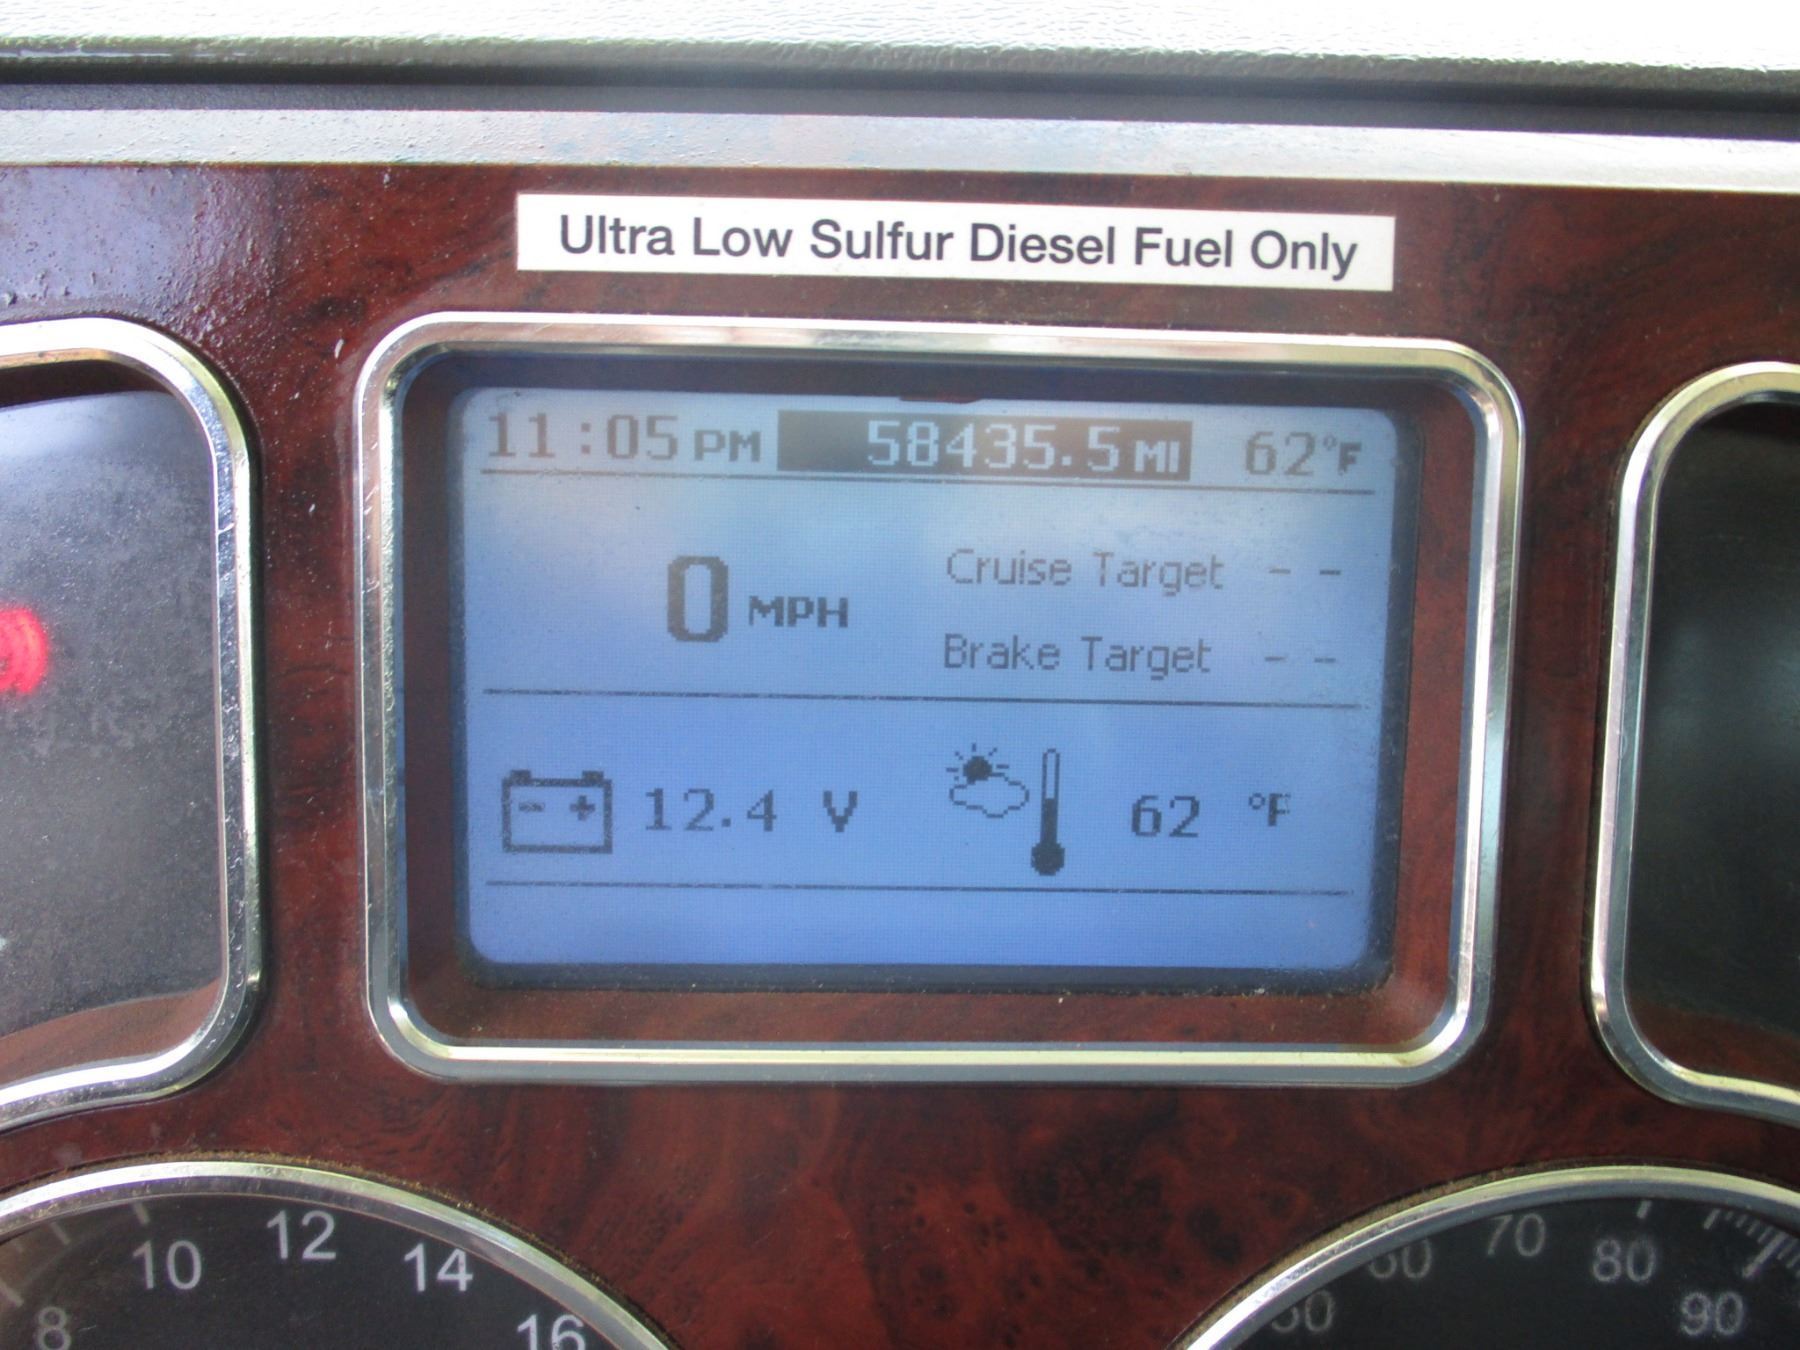 Ultra Low Sulfur Diesel Fuel Only
11:05 PM 58435.5 MI 62°F
0 MPH
Cruise Target - -
Brake Target - -
- +
12.4 V 62 °F
8 10 12 14 16
60 70 80 90